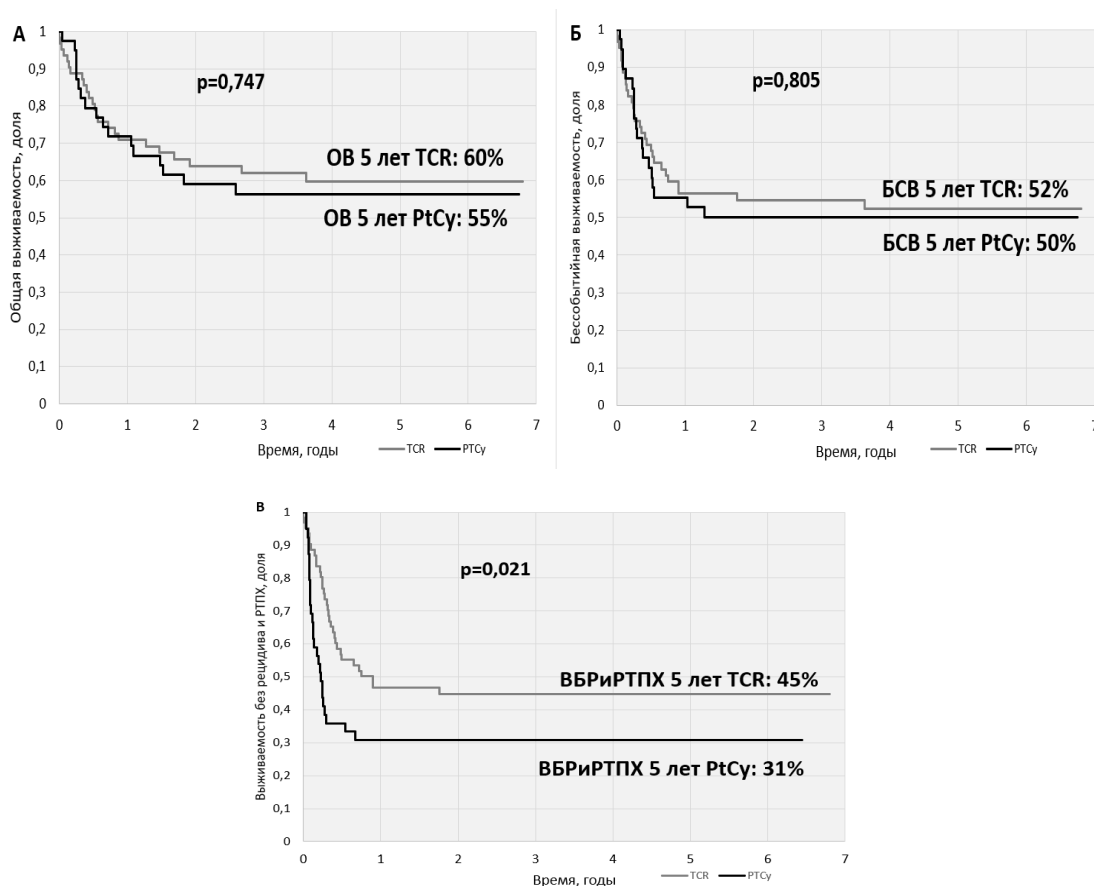 А
Общая выживаемость, доля
1
0,9
0,8
0,7
0,6
0,5
0,4
0,3
0,2
0,1
0
p=0,747
ОВ 5 лет TCR: 60%
ОВ 5 лет PtCy: 55%
0 1 2 3 4 5 6 7
Время, годы
TCR PTCy
Б
Бессобытийная выживаемость, доля
1
0,9
0,8
0,7
0,6
0,5
0,4
0,3
0,2
0,1
0
p=0,805
БСВ 5 лет TCR: 52%
БСВ 5 лет PtCy: 50%
0 1 2 3 4 5 6 7
Время, годы
TCR PTCy
В
Выживаемость без рецидива и РТПХ, доля
1
0,9
0,8
0,7
0,6
0,5
0,4
0,3
0,2
0,1
0
p=0,021
ВБРиРТПХ 5 лет TCR: 45%
ВБРиРТПХ 5 лет PtCy: 31%
0 1 2 3 4 5 6 7
Время, годы
TCR PTCy